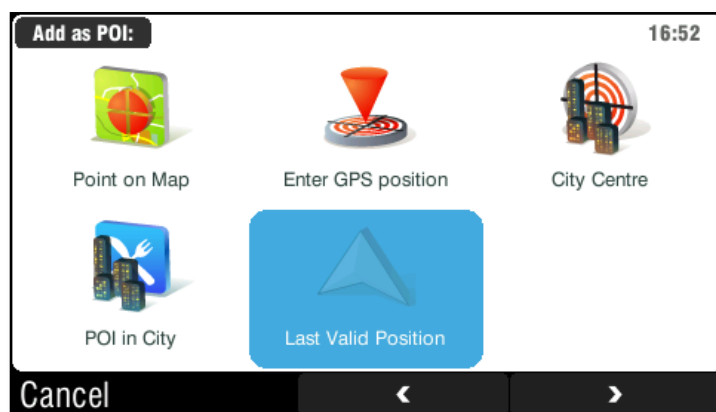 Add as POI:
16:52
Point on Map
Enter GPS position
City Centre
POI in City
Last Valid Position
Cancel